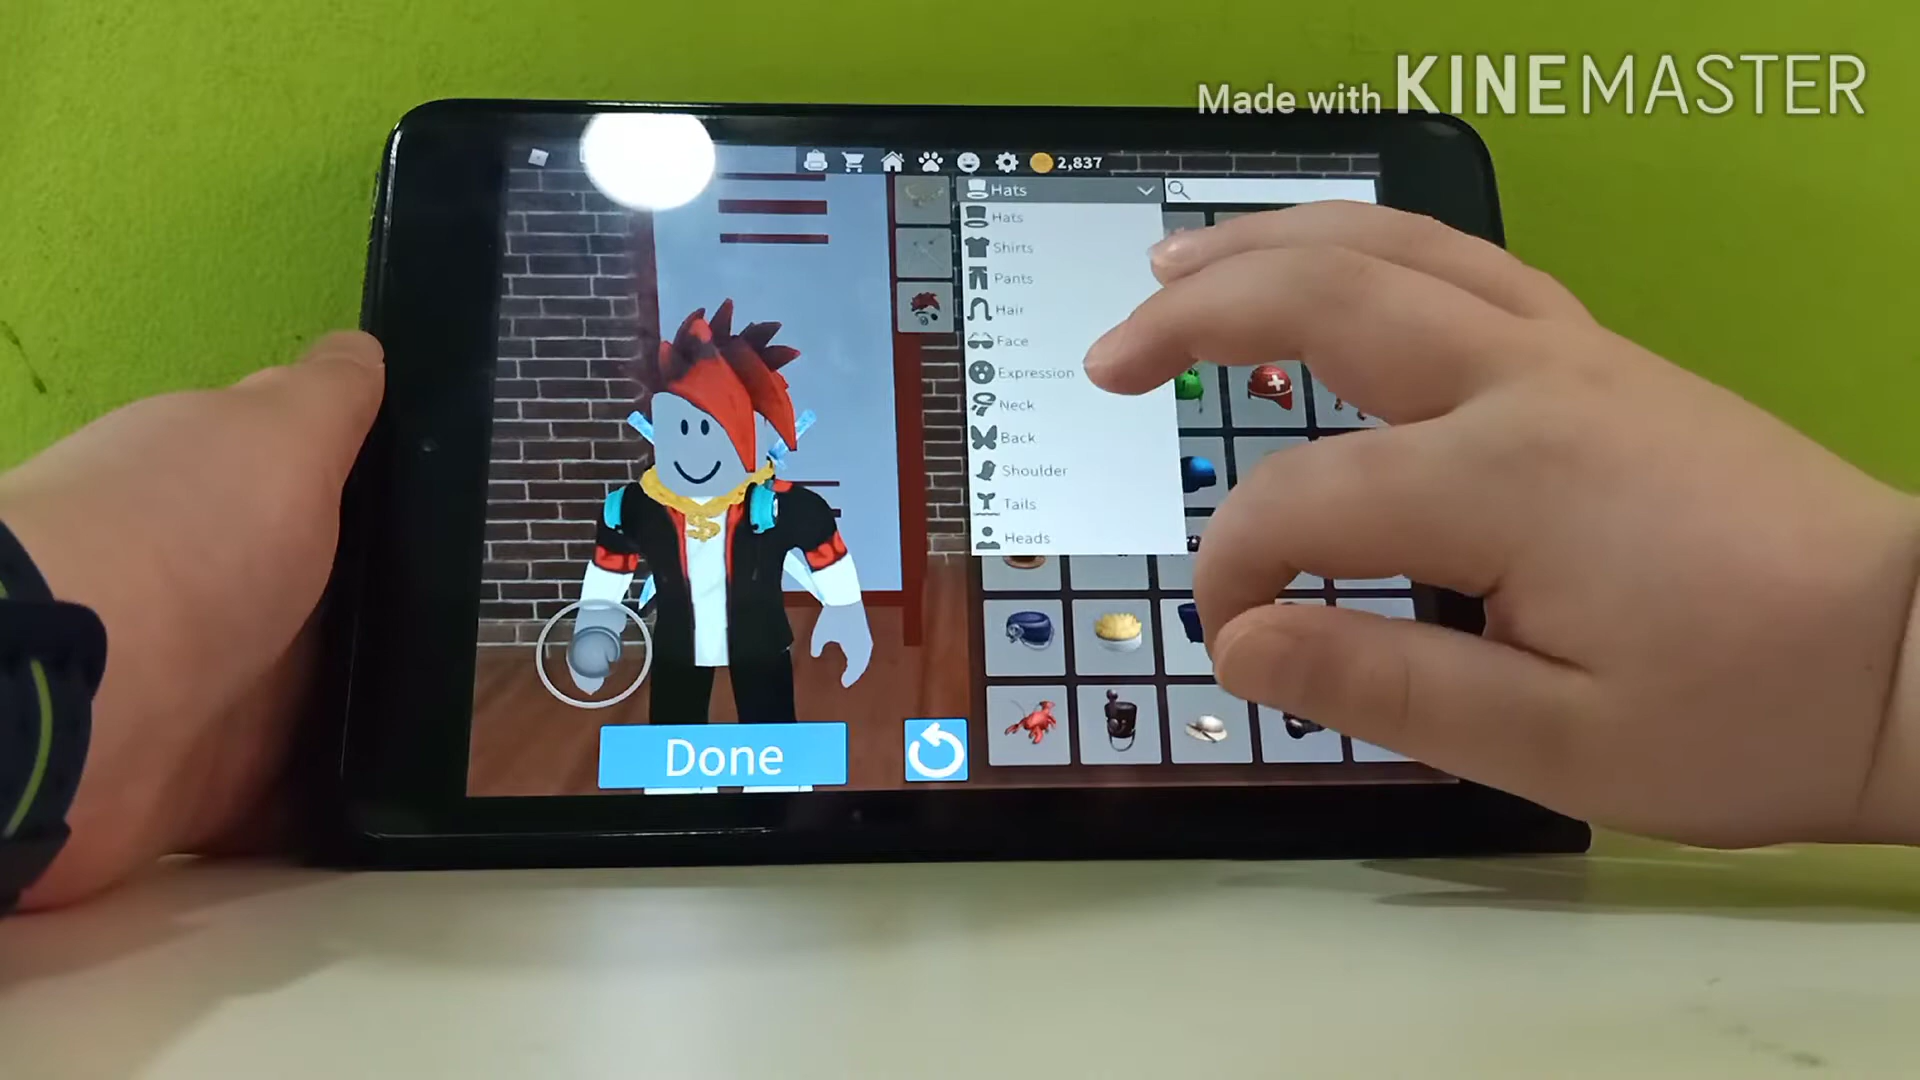 Made with KINEMASTER
2,837
Hats
Hats
Shirts
Pants
Hair
Face
Expression
Neck
Back
Shoulder
Tails
Heads
$
Done